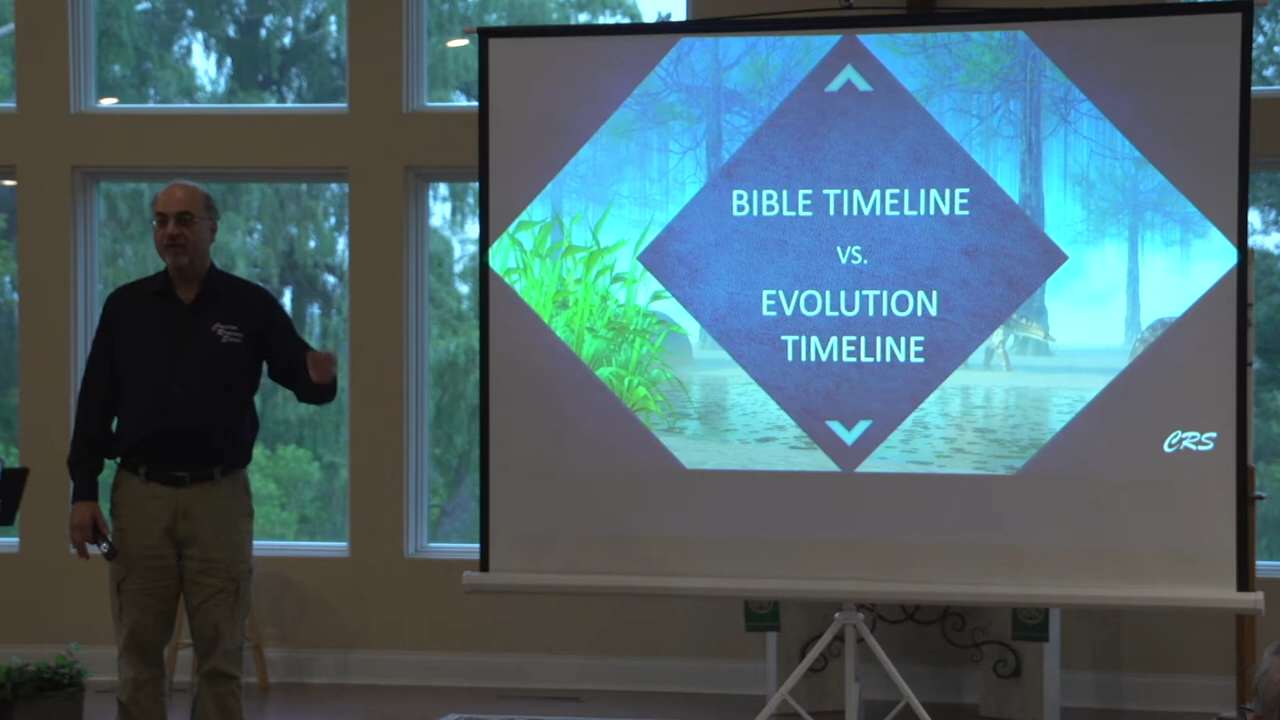 BIBLE TIMELINE
VS.
EVOLUTION
TIMELINE
CRS